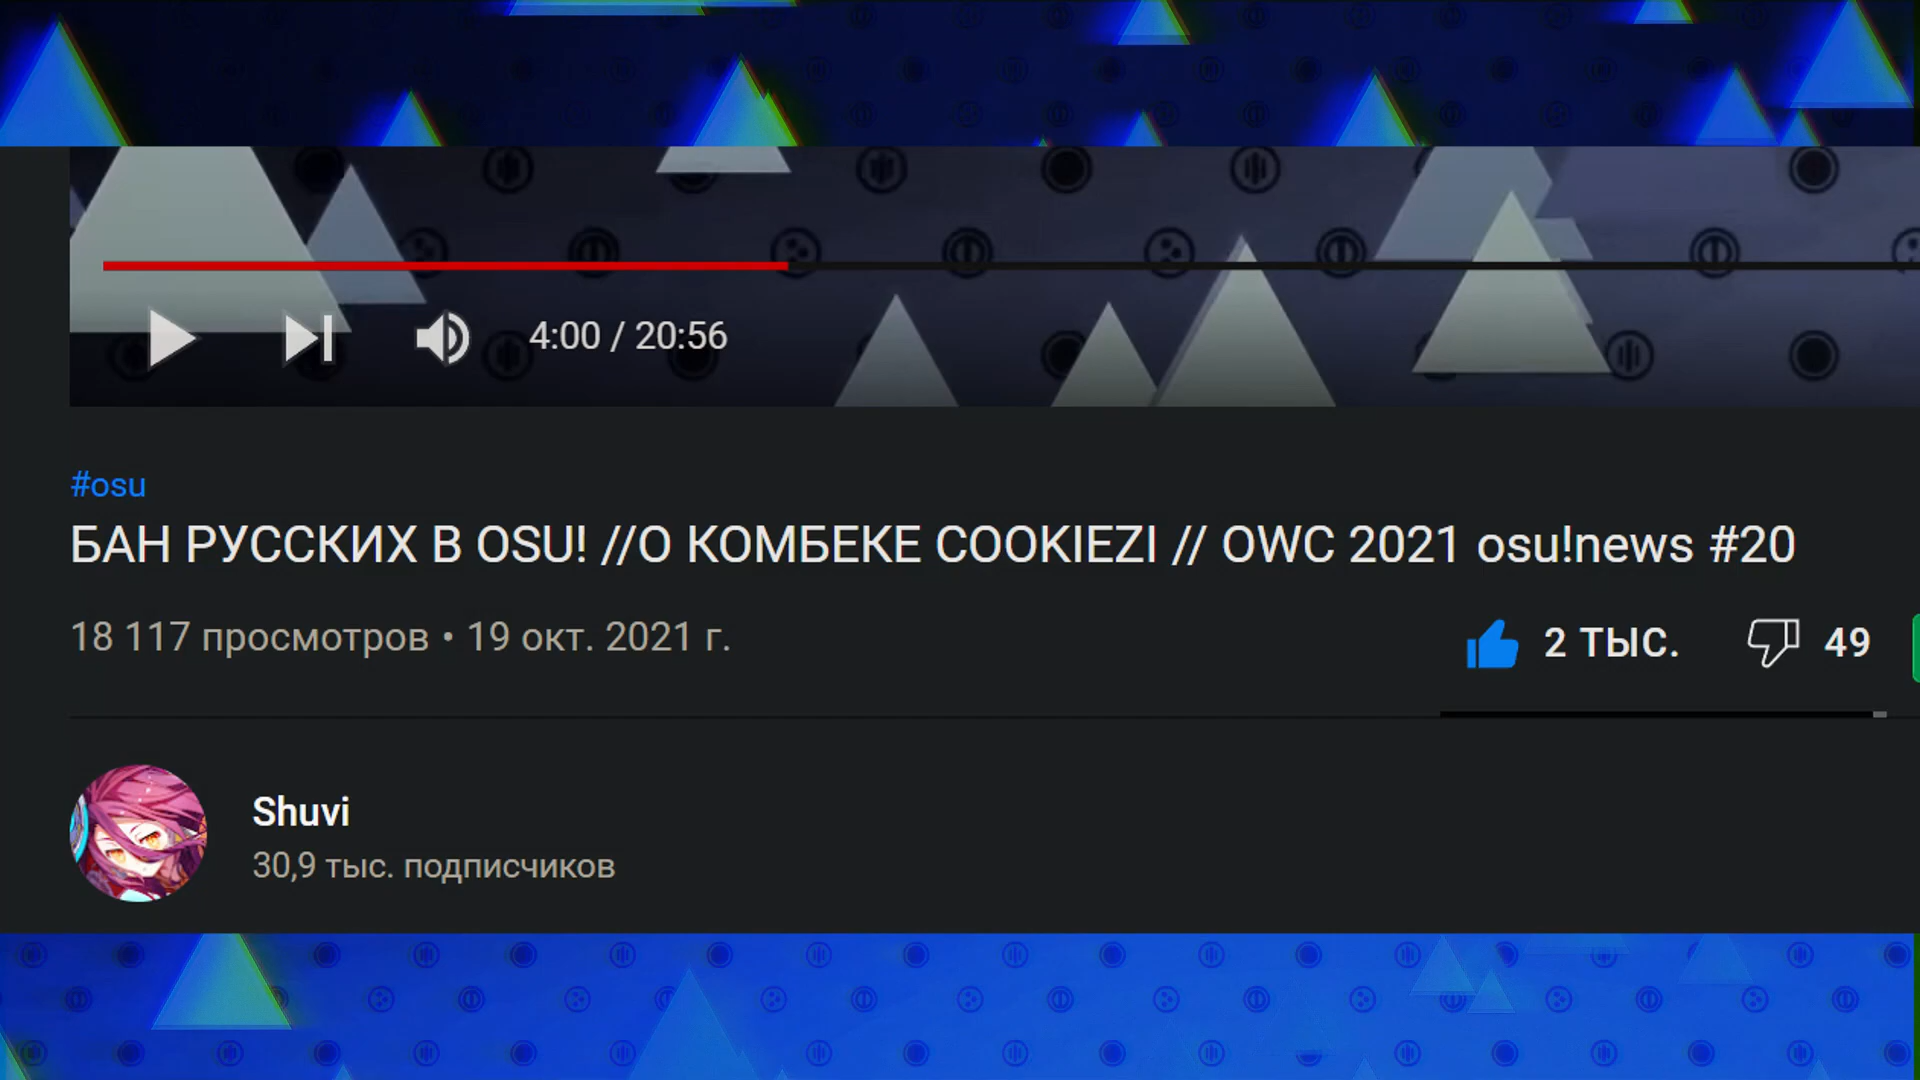 4:00 / 20:56
#osu
БАН РУССКИХ В OSU! //О КОМБЕКЕ COOKIEZI // OWC 2021 osu!news #20
18 117 просмотров • 19 окт. 2021 г.
2 ТЫС. 49
Shuvi
30,9 тыс. подписчиков